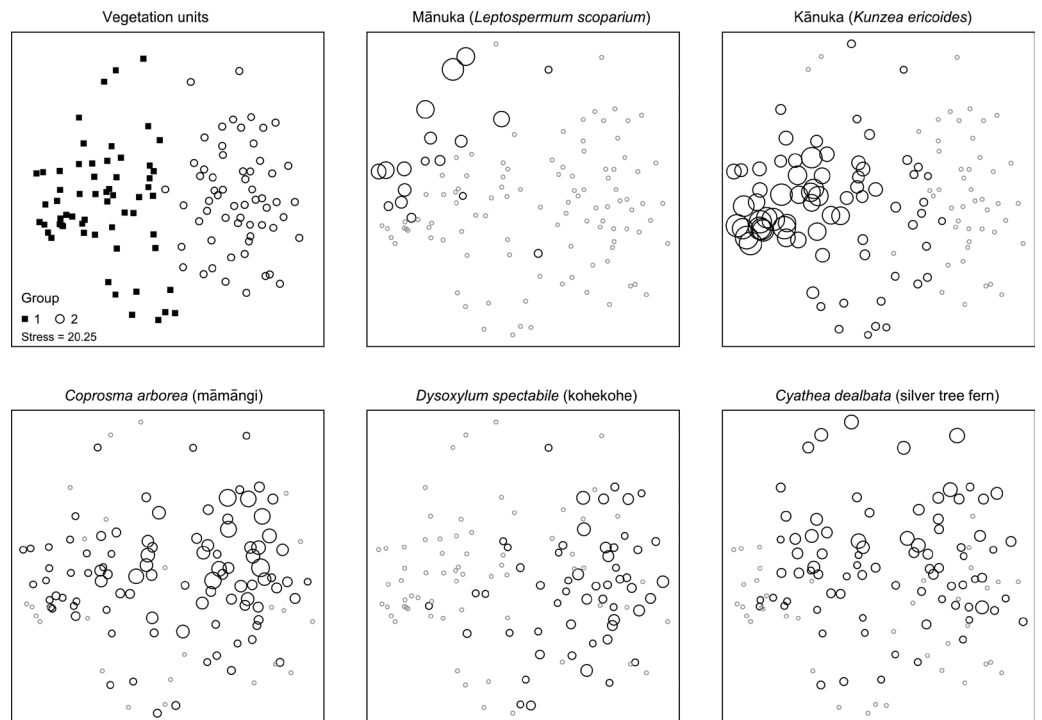 Vegetation units
Mānuka (Leptospermum scoparium)
Kānuka (Kunzea ericoides)
Group
1 2
Stress = 20.25
Coprosma arborea (māmāngi)
Dysoxylum spectabile (kohekohe)
Cyathea dealbata (silver tree fern)